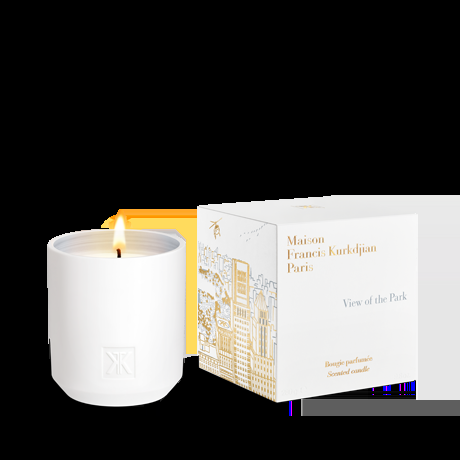 Maison
Francis Kurkdjian
Paris
View of the Park
Bougie parfumée
Scented candle